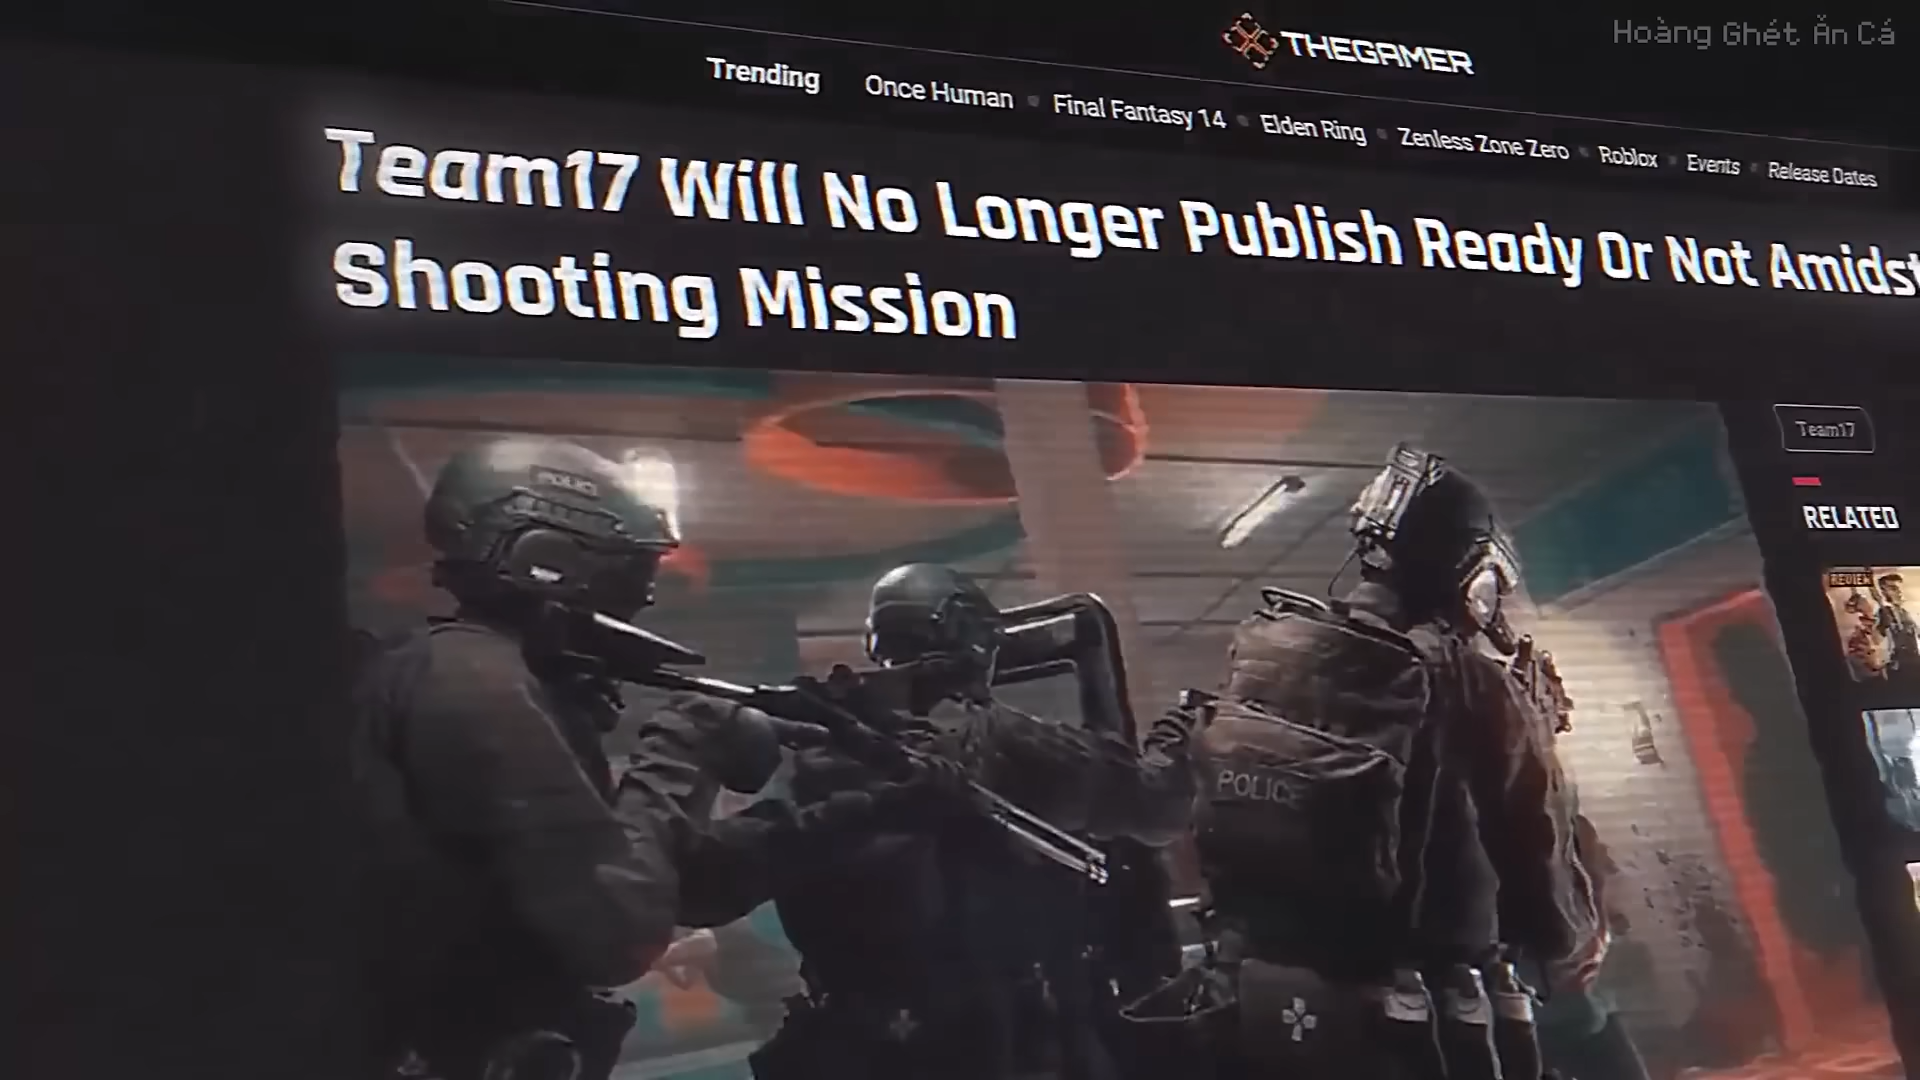 Hoàng Ghét Ăn Cá
THEGAMER
Trending
Once Human • Final Fantasy 14 • Elden Ring • Zenless Zone Zero • Roblox • Events • Release Dates
Team17 Will No Longer Publish Ready Or Not Amidst
Shooting Mission
Team17
RELATED
REVIEW
POLICE
POLICE